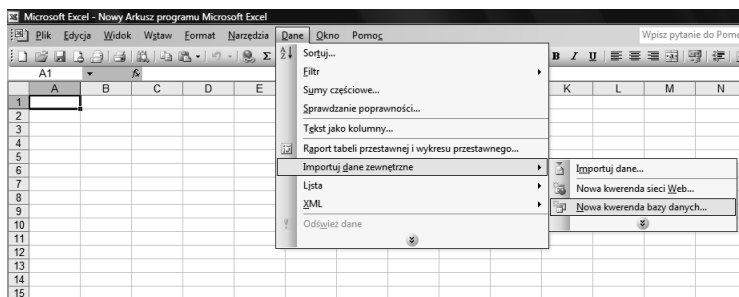 Microsoft Excel - Nowy Arkusz programu Microsoft Excel
Plik Edycja Widok Wstaw Format Narzędzia Dane Okno Pomoc
Wpisz pytanie do Pomo
Sortuj...
B I U
A1
fx
Filtr
A B C D E K L M N
Sumy częściowe...
1
Sprawdzanie poprawności...
2
3
Tekst jako kolumny...
4
Raport tabeli przestawnej i wykresu przestawnego...
5
6
Importuj dane zewnętrzne
Importuj dane...
7
Lista
Nowa kwerenda sieci Web...
8
XML
9
Nowa kwerenda bazy danych...
10
Odśwież dane
11
12
13
14
15